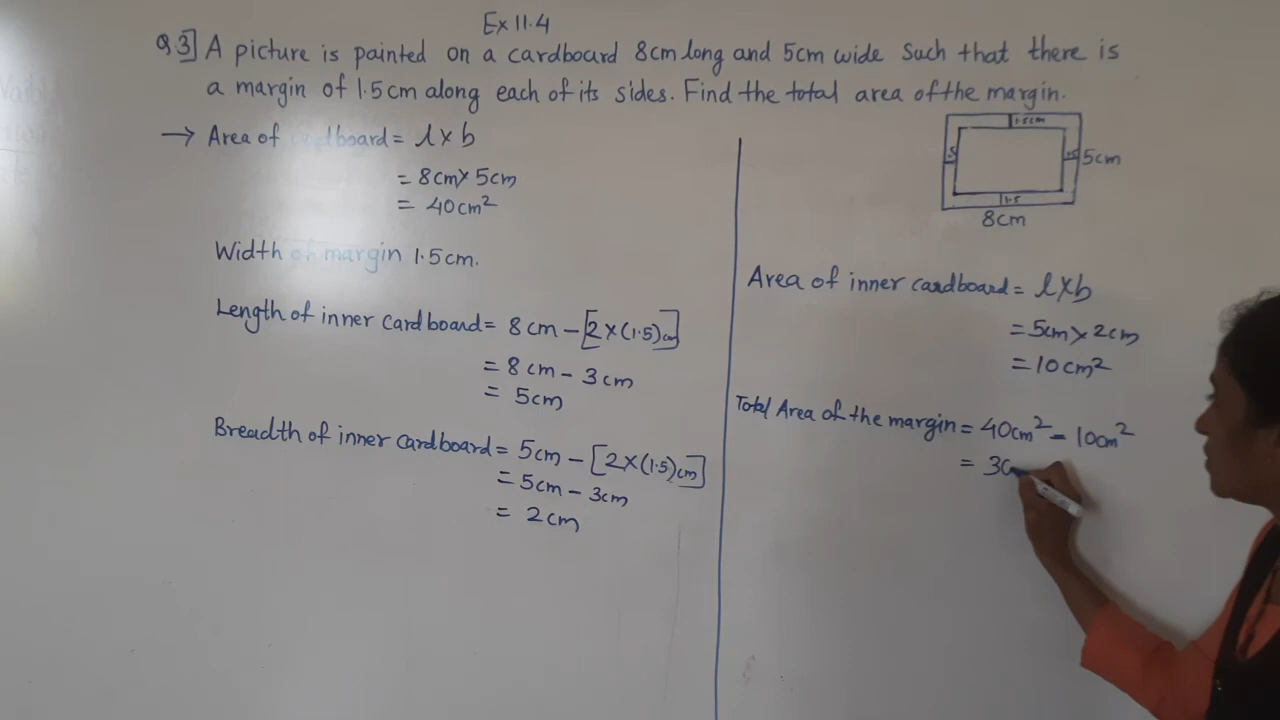 Ex 11.4
Q.3] A picture is painted on a cardboard 8cm long and 5cm wide such that there is
a margin of 1.5cm along each of its sides. Find the total area of the margin.
→ Area of cardboard = l × b
= 8cm × 5cm
= 40cm²
Width of margin 1.5cm.
Length of inner cardboard = 8cm - [2×(1.5)cm]
= 8cm - 3cm
= 5cm
Breadth of inner cardboard = 5cm - [2×(1.5)cm]
= 5cm - 3cm
= 2cm
1.5cm
1.5
1.5
5cm
1.5
8cm
Area of inner cardboard = l×b
= 5cm × 2cm
= 10cm²
Total Area of the margin = 40cm² - 10cm²
= 30